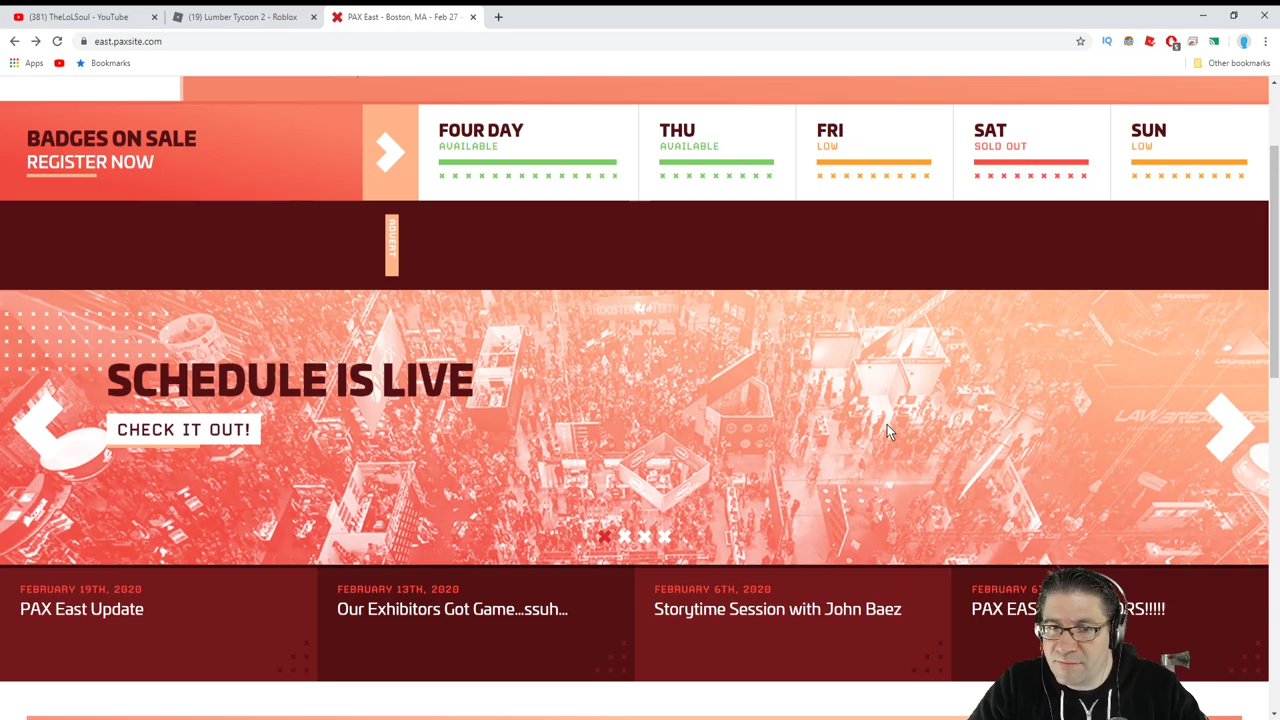 (381) TheLoLSoul - YouTube
(19) Lumber Tycoon 2 - Roblox
PAX East - Boston, MA - Feb 27
east.paxsite.com
Apps
Bookmarks
Other bookmarks
BADGES ON SALE
REGISTER NOW
FOUR DAY
AVAILABLE
THU
AVAILABLE
FRI
LOW
SAT
SOLD OUT
SUN
LOW
ADVERT
SCHEDULE IS LIVE
CHECK IT OUT!
LAWBREAKERS
FEBRUARY 19TH, 2020
PAX East Update
FEBRUARY 13TH, 2020
Our Exhibitors Got Game...ssuh...
FEBRUARY 6TH, 2020
Storytime Session with John Baez
FEBRUARY
PAX EAS
RS!!!!!